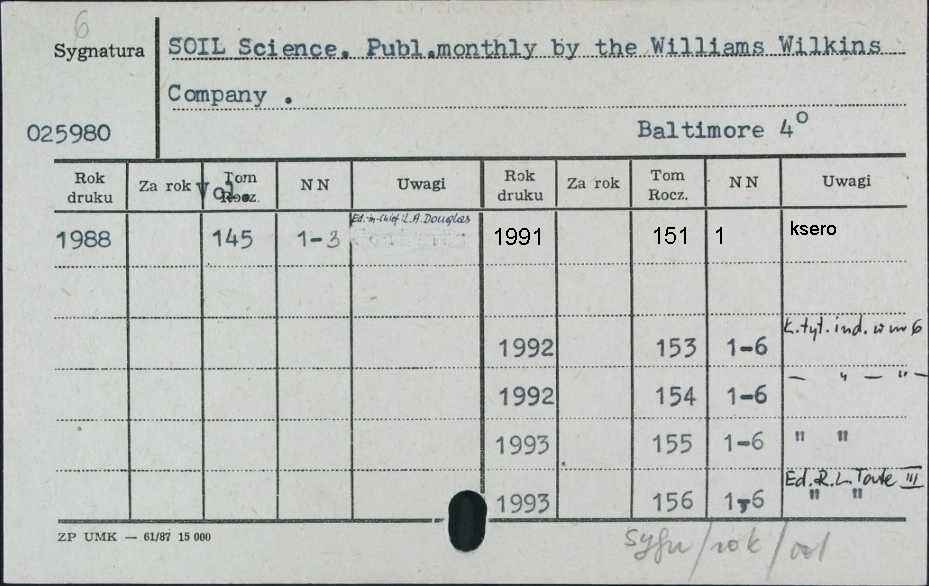 6
Sygnatura
SOIL Science. Publ.monthly by the Williams Wilkins
Company .
025980
Baltimore 4°
Rok druku Za rok Tom Rocz. Vol. NN Uwagi Rok druku Za rok Tom Rocz. NN Uwagi
Ed.-in-Chief: L.A. Douglas
1988 145 1-3 1991 151 1 ksero
K.tyt. ind. w nr 6
1992 153 1-6
1992 154 1-6 — " — " —
1993 155 1-6 " "
Ed. R.L. Tate III
1993 156 1-6 " "
ZP UMK — 61/87 15 000
sygn/rok/vol